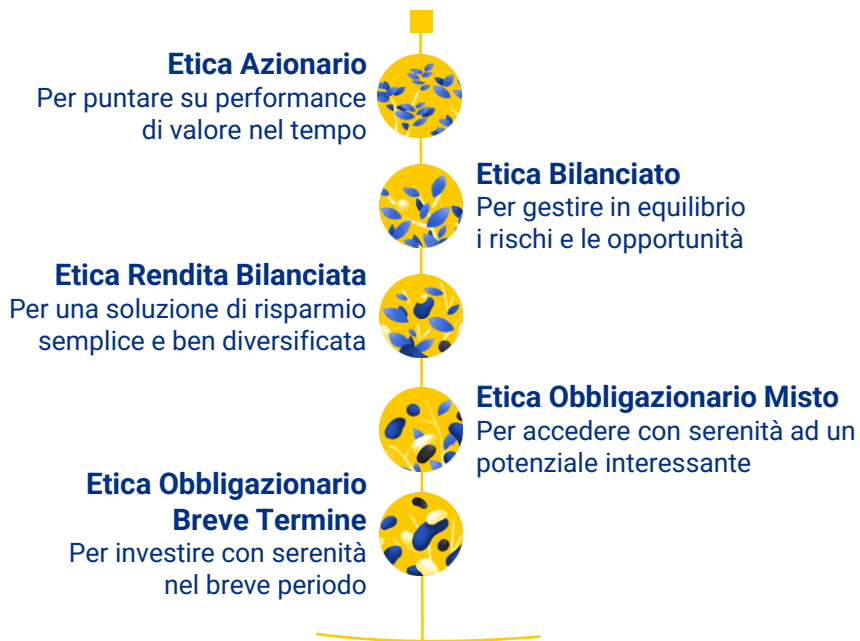 Etica Azionario
Per puntare su performance
di valore nel tempo
Etica Bilanciato
Per gestire in equilibrio
i rischi e le opportunità
Etica Rendita Bilanciata
Per una soluzione di risparmio
semplice e ben diversificata
Etica Obbligazionario Misto
Per accedere con serenità ad un
potenziale interessante
Etica Obbligazionario
Breve Termine
Per investire con serenità
nel breve periodo